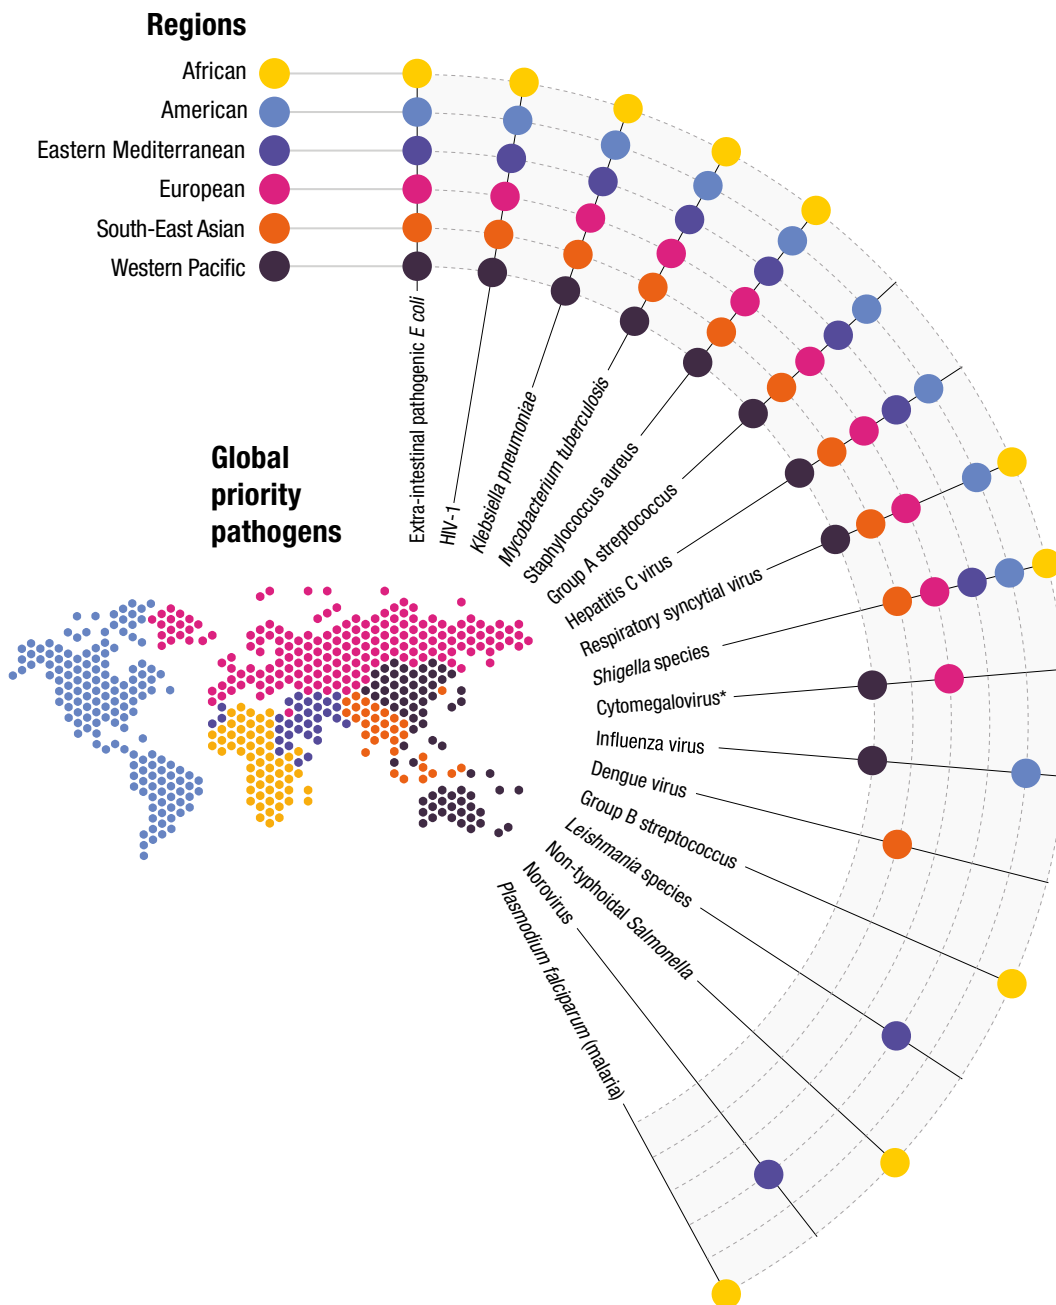 Regions
African
American
Eastern Mediterranean
European
South-East Asian
Western Pacific
Extra-intestinal pathogenic E coli
HIV-1
Klebsiella pneumoniae
Mycobacterium tuberculosis
Staphylococcus aureus
Group A streptococcus
Hepatitis C virus
Respiratory syncytial virus
Shigella species
Cytomegalovirus*
Influenza virus
Dengue virus
Group B streptococcus
Leishmania species
Non-typhoidal Salmonella
Norovirus
Plasmodium falciparum (malaria)
Global
priority
pathogens